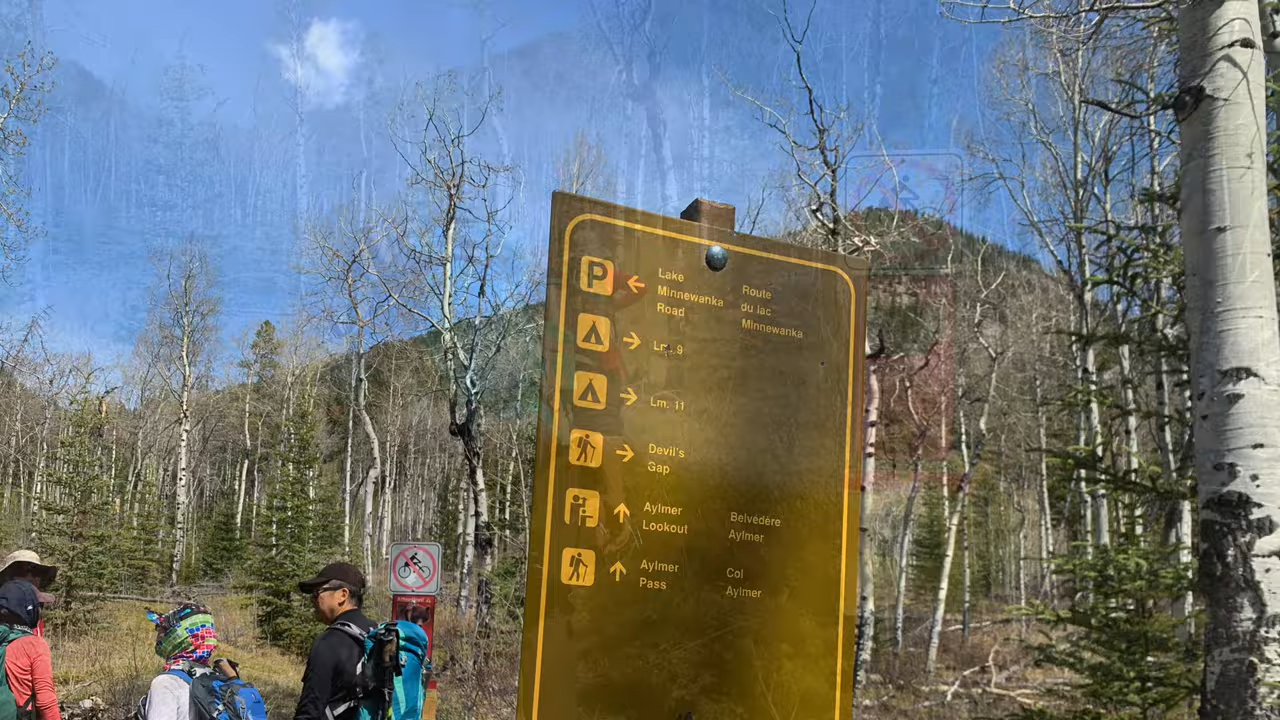 P
Lake
Minnewanka
Road
Route
du lac
Minnewanka
Lm. 9
Lm. 11
Devil's
Gap
Aylmer
Lookout
Belvédére
Aylmer
Aylmer
Pass
Col
Aylmer